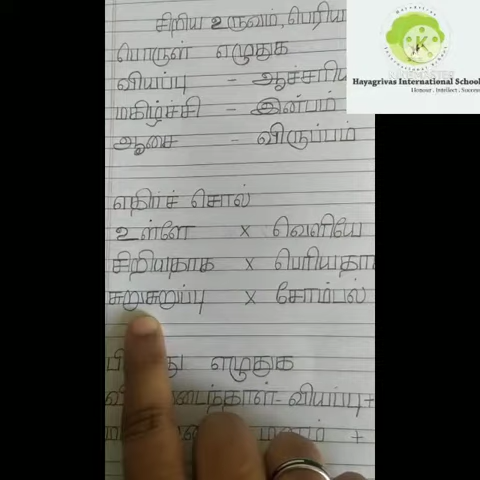 சிறிய உருவம், பெரிய
பொருள் எழுதுக
வியப்பு - ஆச்சரிய
மகிழ்ச்சி - இன்பம்
ஆசை - விருப்பம்
எதிர்ச் சொல்
உள்ளே x வெளியே
சிறியதாக x பெரியதா
சுறுசுறுப்பு x சோம்பல்
எழுதுக
வியப்பு +
+
Hayagrivas International School
Honour . Intellect . Success